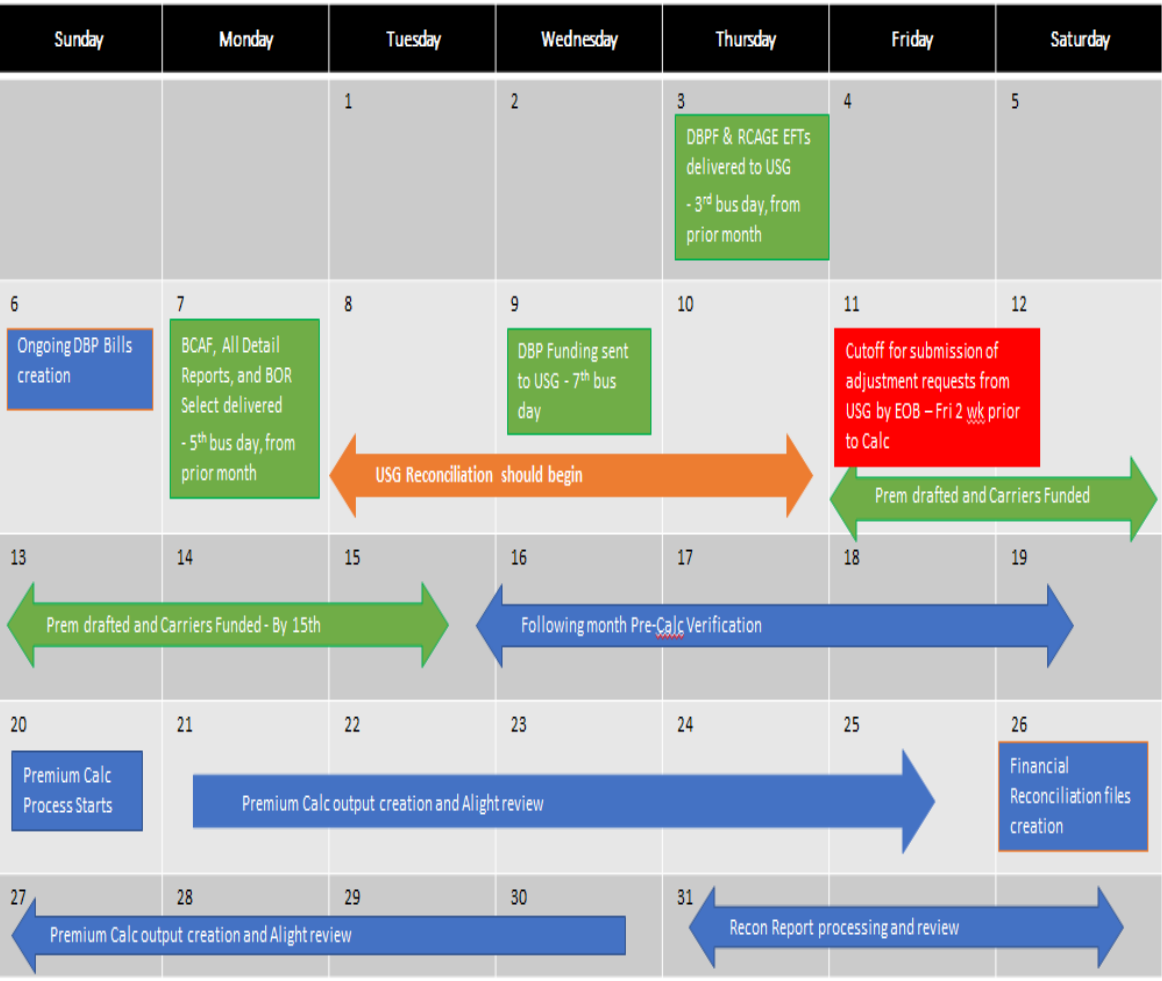 Sunday Monday Tuesday Wednesday Thursday Friday Saturday
1 2 3 4 5
DBPF & RCAGE EFTs
delivered to USG
- 3rd bus day, from
prior month
6 7 8 9 10 11 12
Ongoing DBP Bills
creation
BCAF, All Detail
Reports, and BOR
Select delivered
- 5th bus day, from
prior month
DBP Funding sent
to USG - 7th bus
day
Cutoff for submission of
adjustment requests from
USG by EOB – Fri 2 wk prior
to Calc
USG Reconciliation should begin
Prem drafted and Carriers Funded
13 14 15 16 17 18 19
Prem drafted and Carriers Funded - By 15th
Following month Pre-Calc Verification
20 21 22 23 24 25 26
Premium Calc
Process Starts
Premium Calc output creation and Alight review
Financial
Reconciliation files
creation
27 28 29 30 31
Premium Calc output creation and Alight review
Recon Report processing and review